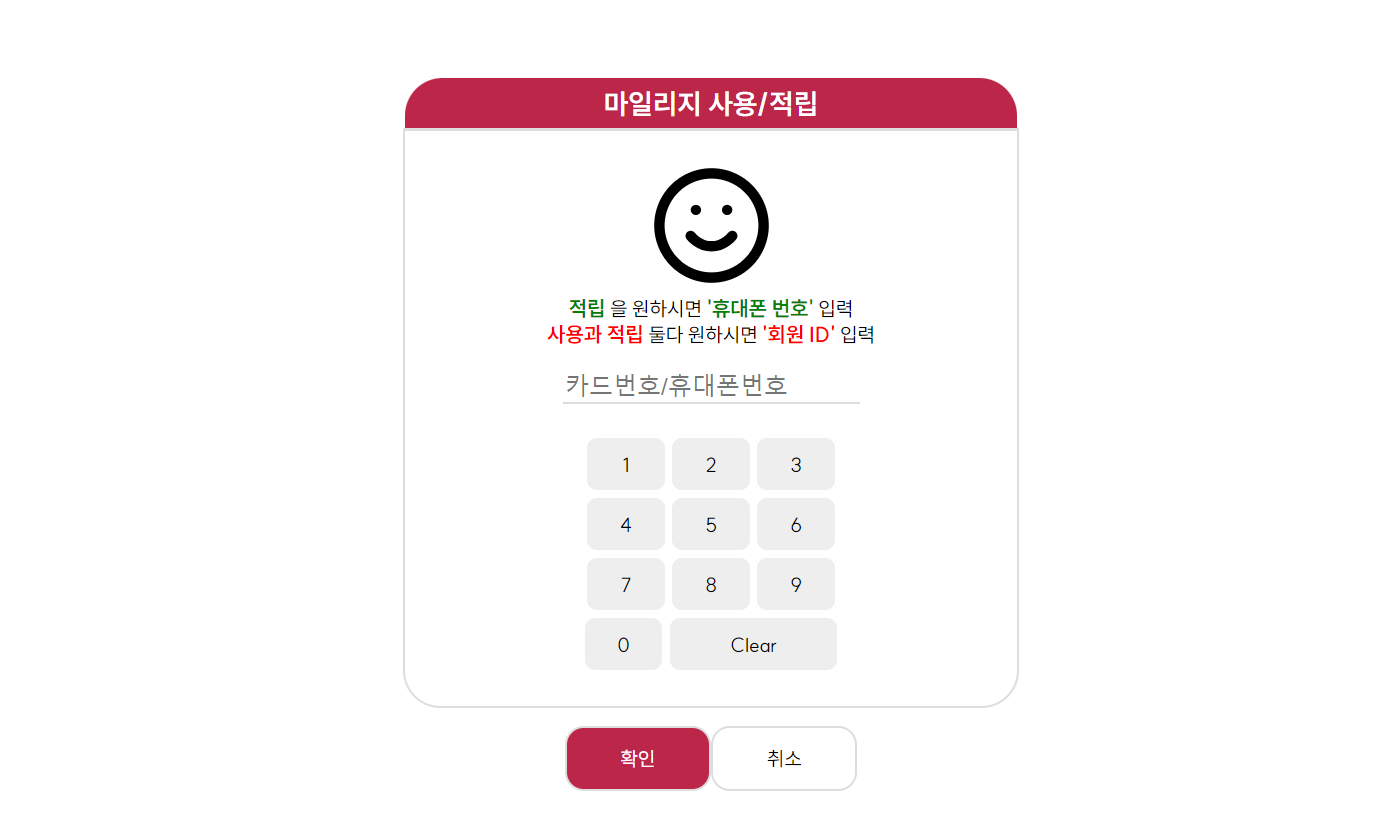 마일리지 사용/적립
적립 을 원하시면 '휴대폰 번호' 입력
사용과 적립 둘다 원하시면 '회원 ID' 입력
카드번호/휴대폰번호
1 2 3
4 5 6
7 8 9
0 Clear
확인 취소